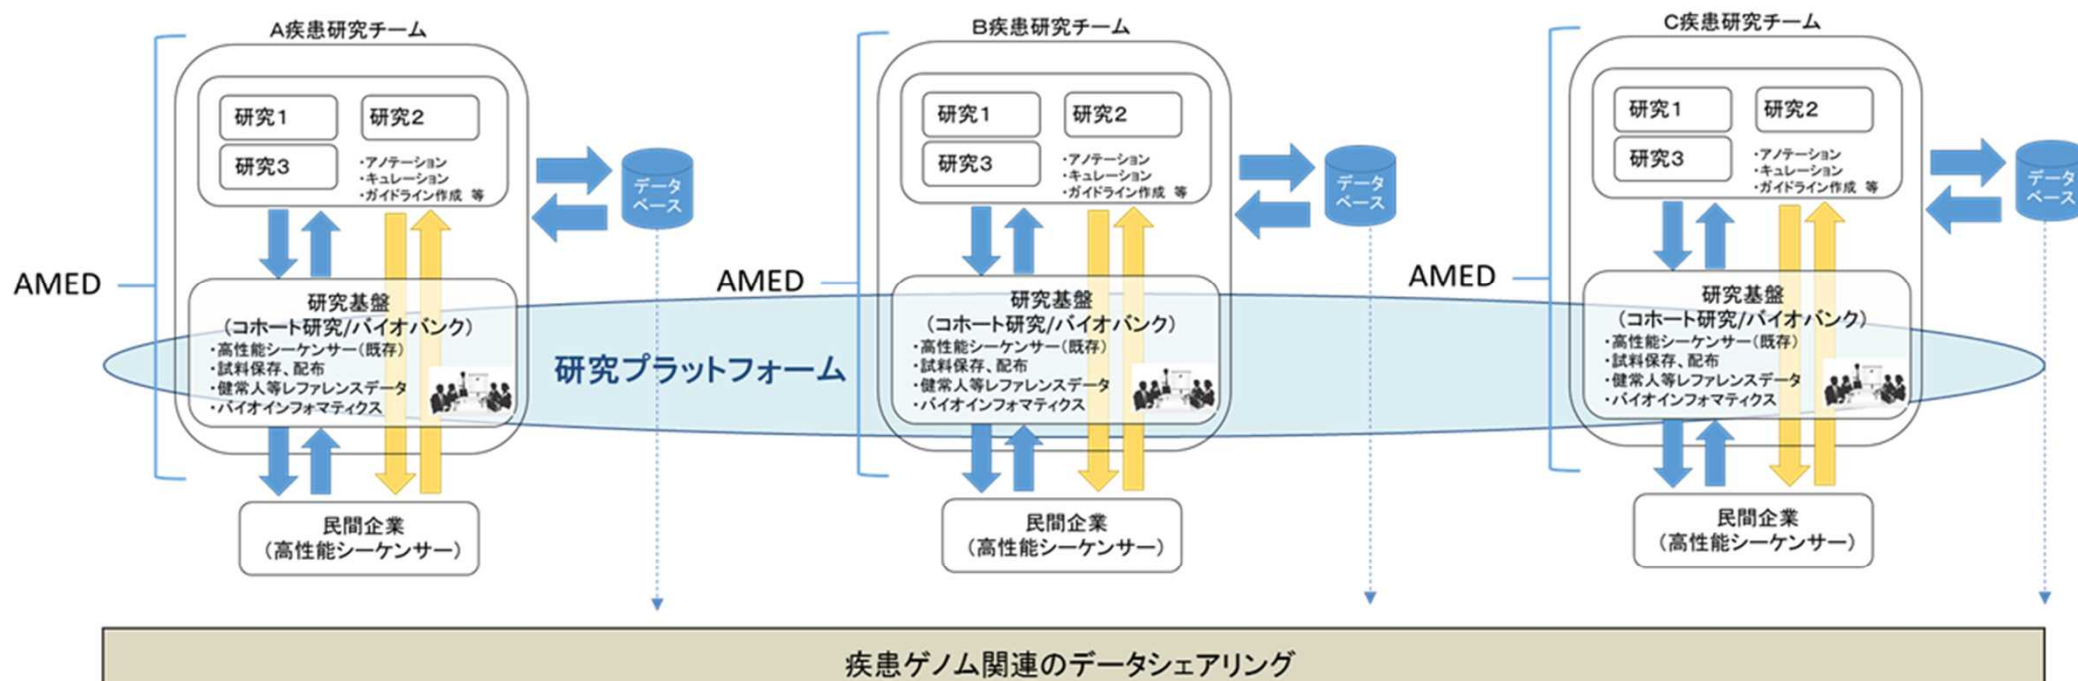 A疾患研究チーム
研究1
研究2
研究3
・アノテーション
・キュレーション
・ガイドライン作成 等
データ
ベース
AMED
研究基盤
(コホート研究/バイオバンク)
・高性能シーケンサー(既存)
・試料保存、配布
・健常人等レファレンスデータ
・バイオインフォマティクス
民間企業
(高性能シーケンサー)
研究プラットフォーム
B疾患研究チーム
研究1
研究2
研究3
・アノテーション
・キュレーション
・ガイドライン作成 等
データ
ベース
AMED
研究基盤
(コホート研究/バイオバンク)
・高性能シーケンサー(既存)
・試料保存、配布
・健常人等レファレンスデータ
・バイオインフォマティクス
民間企業
(高性能シーケンサー)
C疾患研究チーム
研究1
研究2
研究3
・アノテーション
・キュレーション
・ガイドライン作成 等
データ
ベース
AMED
研究基盤
(コホート研究/バイオバンク)
・高性能シーケンサー(既存)
・試料保存、配布
・健常人等レファレンスデータ
・バイオインフォマティクス
民間企業
(高性能シーケンサー)
疾患ゲノム関連のデータシェアリング